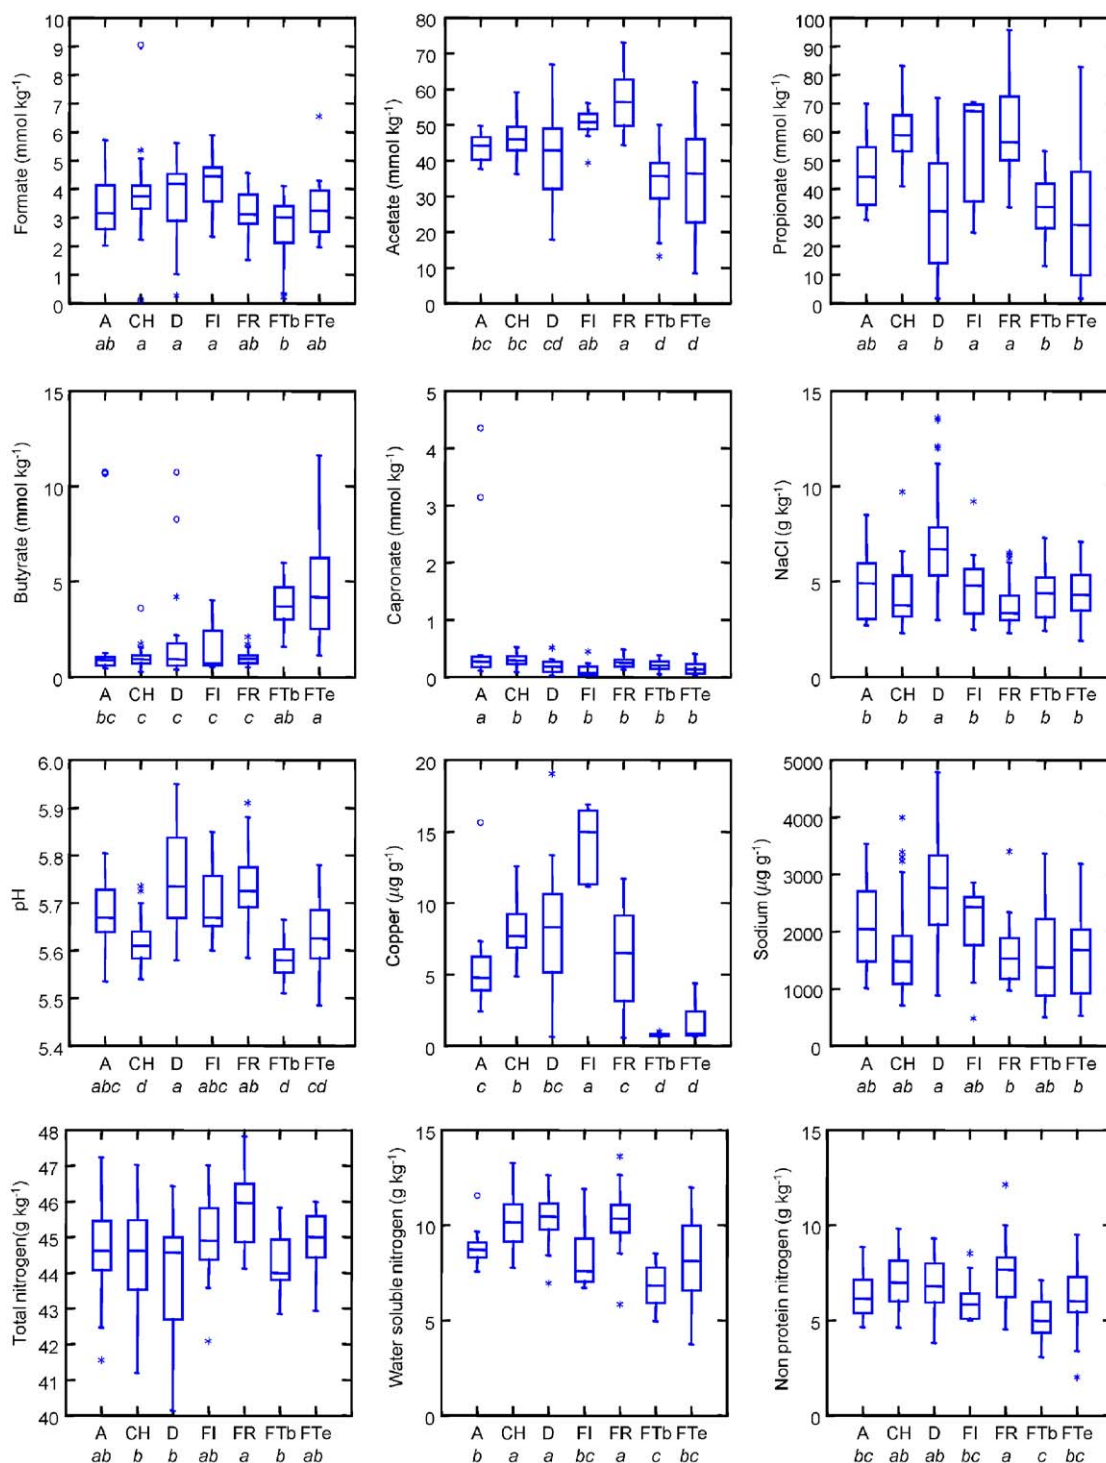 Formate (mmol kg-1)
10
9
8
7
6
5
4
3
2
1
0
A CH D FI FR FTb FTe
ab a a a ab b ab
Acetate (mmol kg-1)
80
70
60
50
40
30
20
10
0
A CH D FI FR FTb FTe
bc bc cd ab a d d
Propionate (mmol kg-1)
100
90
80
70
60
50
40
30
20
10
0
A CH D FI FR FTb FTe
ab a b a a b b
Butyrate (mmol kg-1)
15
10
5
0
A CH D FI FR FTb FTe
bc c c c c ab a
Capronate (mmol kg-1)
5
4
3
2
1
0
A CH D FI FR FTb FTe
a b b b b b b
NaCl (g kg-1)
15
10
5
0
A CH D FI FR FTb FTe
b b a b b b b
pH
6.0
5.9
5.8
5.7
5.6
5.5
5.4
A CH D FI FR FTb FTe
abc d a abc ab d cd
Copper (µg g-1)
20
15
10
5
0
A CH D FI FR FTb FTe
c b bc a c d d
Sodium (µg g-1)
5000
4000
3000
2000
1000
0
A CH D FI FR FTb FTe
ab ab a ab b ab b
Total nitrogen(g kg-1)
48
47
46
45
44
43
42
41
40
A CH D FI FR FTb FTe
ab b b ab a b ab
Water soluble nitrogen (g kg-1)
15
10
5
0
A CH D FI FR FTb FTe
b a a bc a c bc
Non protein nitrogen (g kg-1)
15
10
5
0
A CH D FI FR FTb FTe
bc ab ab bc a c bc